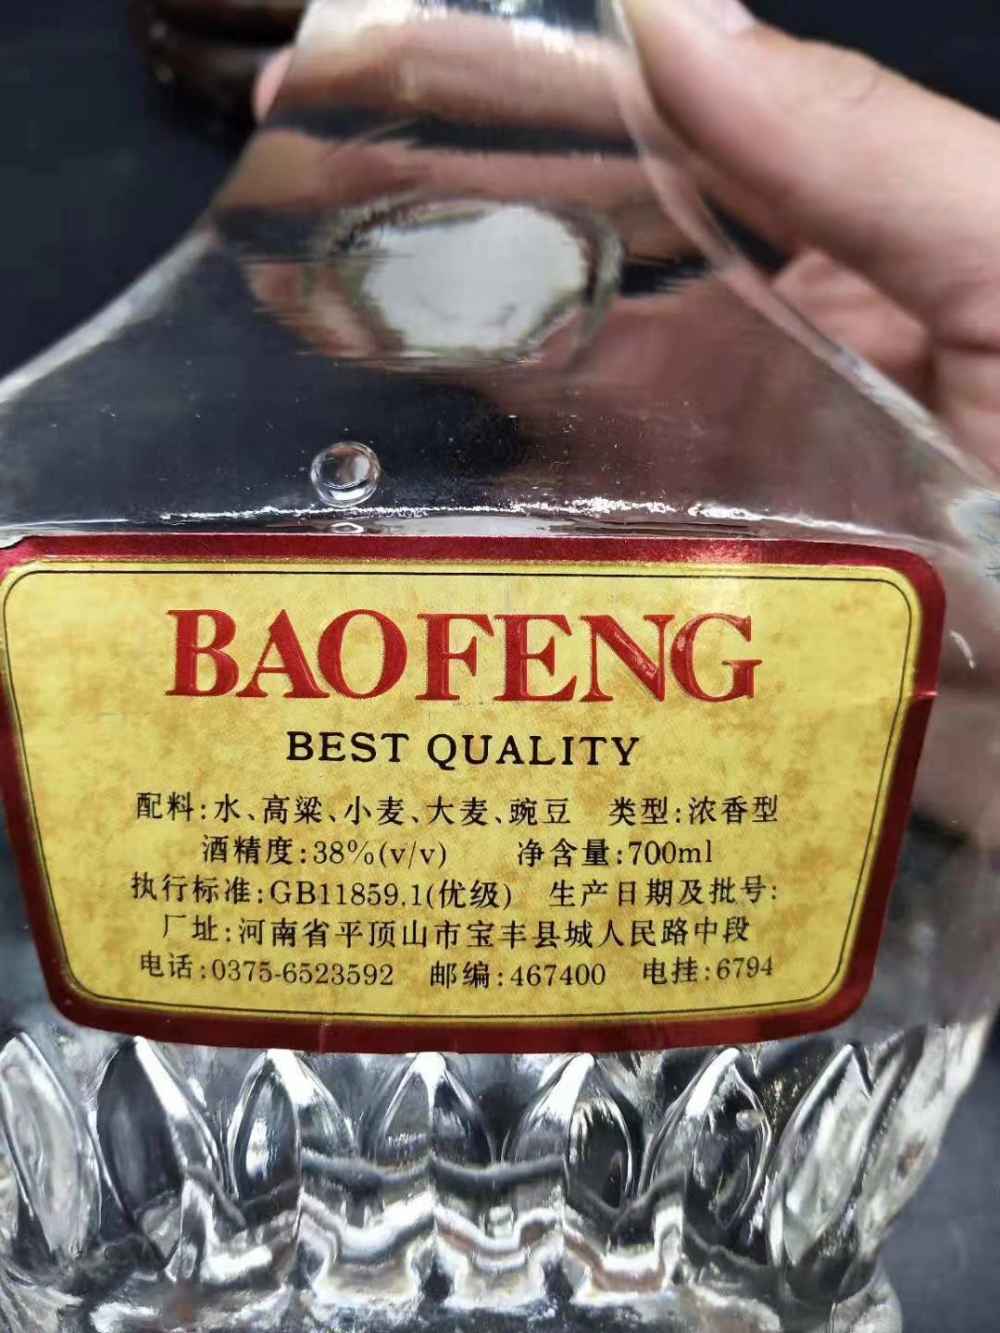 BAOFENG
BEST QUALITY
配料:水、高粱、小麦、大麦、豌豆 类型:浓香型
酒精度:38%(v/v) 净含量:700ml
执行标准:GB11859.1(优级) 生产日期及批号:
厂址:河南省平顶山市宝丰县城人民路中段
电话:0375-6523592 邮编:467400 电挂:6794